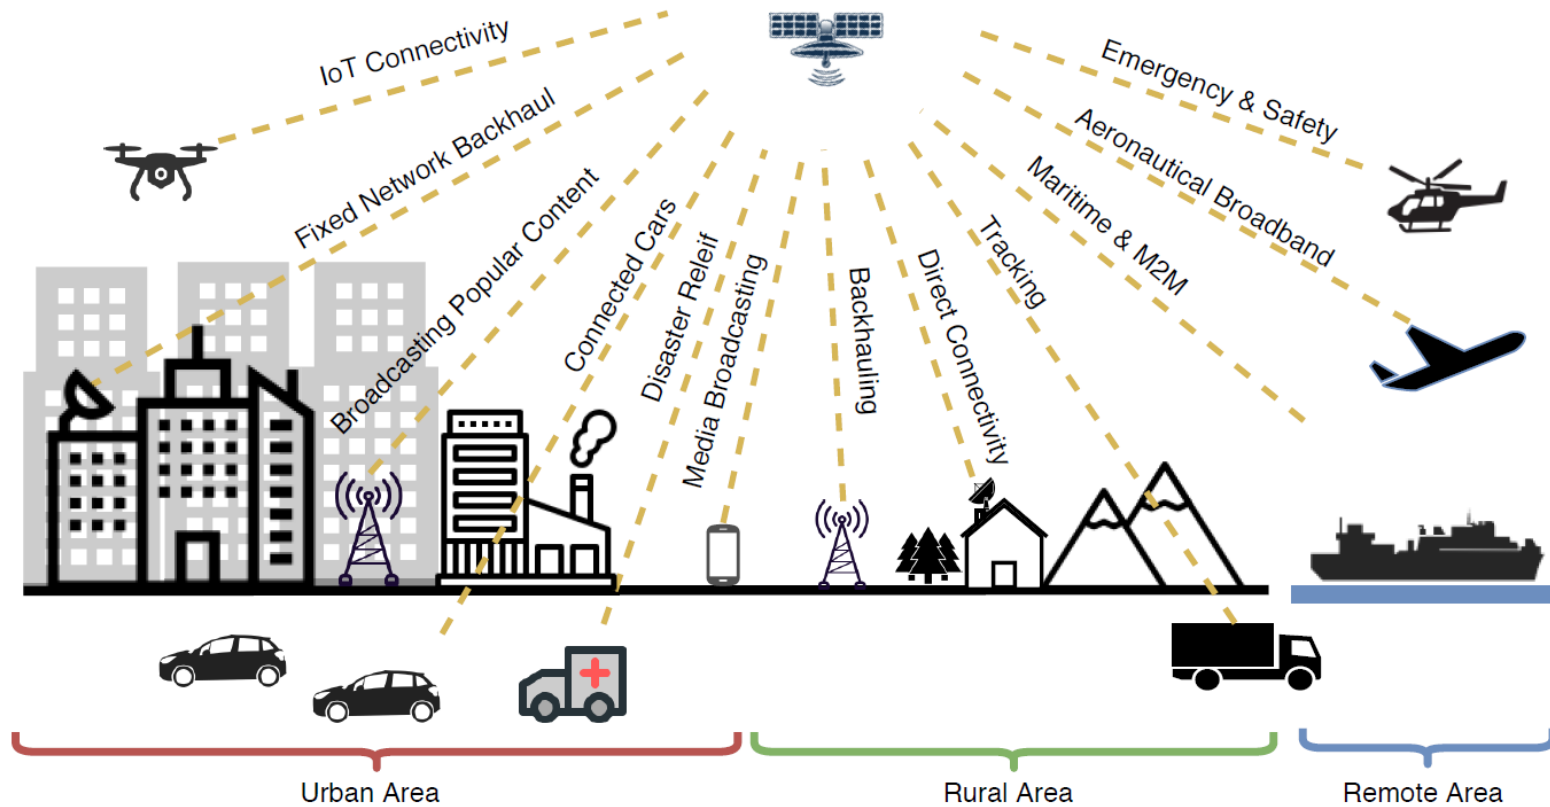 IoT Connectivity
Fixed Network Backhaul
Broadcasting Popular Content
Connected Cars
Disaster Releif
Media Broadcasting
Backhauling
Direct Connectivity
Tracking
Maritime & M2M
Aeronautical Broadband
Emergency & Safety
Urban Area
Rural Area
Remote Area